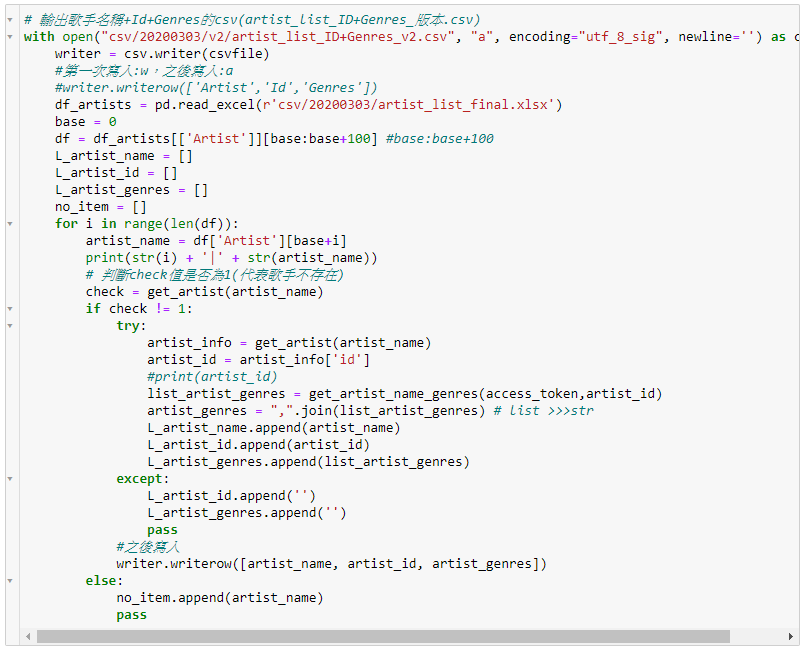 # 輸出歌手名稱+Id+Genres的csv(artist_list_ID+Genres_版本.csv)
with open("csv/20200303/v2/artist_list_ID+Genres_v2.csv", "a", encoding="utf_8_sig", newline='') as c
    writer = csv.writer(csvfile)
    #第一次寫入:w，之後寫入:a
    #writer.writerow(['Artist','Id','Genres'])
    df_artists = pd.read_excel(r'csv/20200303/artist_list_final.xlsx')
    base = 0
    df = df_artists[['Artist']][base:base+100] #base:base+100
    L_artist_name = []
    L_artist_id = []
    L_artist_genres = []
    no_item = []
    for i in range(len(df)):
        artist_name = df['Artist'][base+i]
        print(str(i) + '|' + str(artist_name))
        # 判斷check值是否為1(代表歌手不存在)
        check = get_artist(artist_name)
        if check != 1:
            try:
                artist_info = get_artist(artist_name)
                artist_id = artist_info['id']
                #print(artist_id)
                list_artist_genres = get_artist_name_genres(access_token,artist_id)
                artist_genres = ",".join(list_artist_genres) # list >>>str
                L_artist_name.append(artist_name)
                L_artist_id.append(artist_id)
                L_artist_genres.append(list_artist_genres)
            except:
                L_artist_id.append('')
                L_artist_genres.append('')
                pass
            #之後寫入
            writer.writerow([artist_name, artist_id, artist_genres])
        else:
            no_item.append(artist_name)
            pass